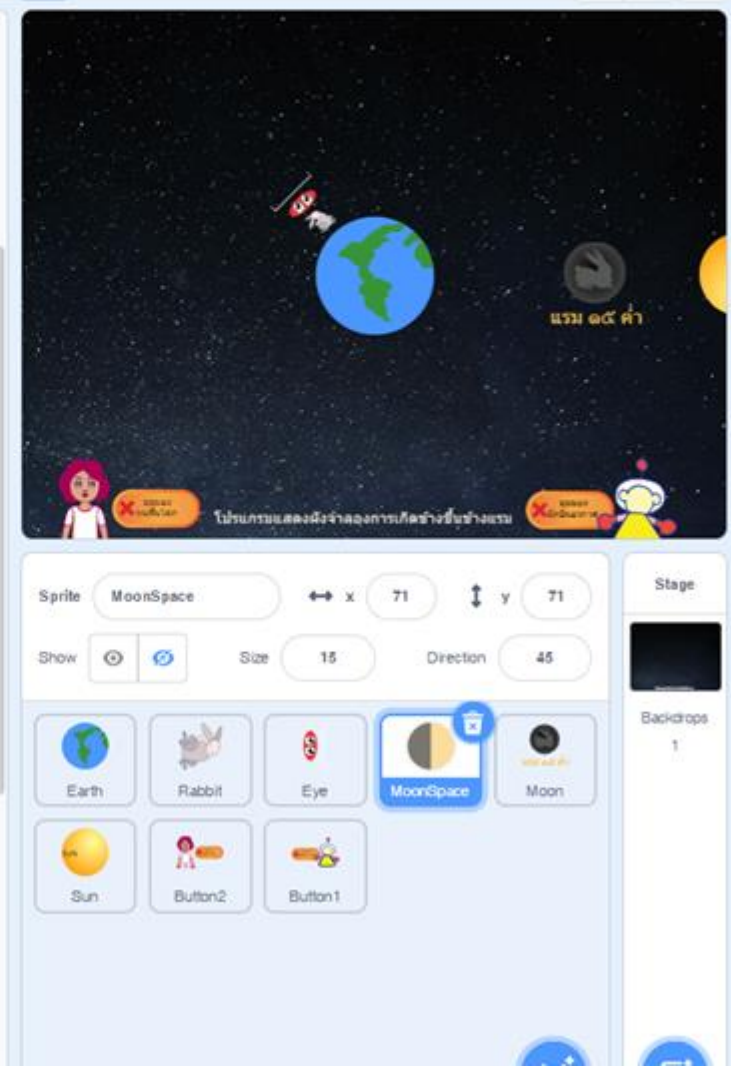 แรม ๑๕ ค่ำ
โปรแกรมแสดงผังจำลองการเกิดข้างขึ้นข้างแรม
Sprite MoonSpace x 71 y 71
Show Size 15 Direction 45
Stage
Backdrops
1
Earth Rabbit Eye MoonSpace Moon
Sun Button2 Button1